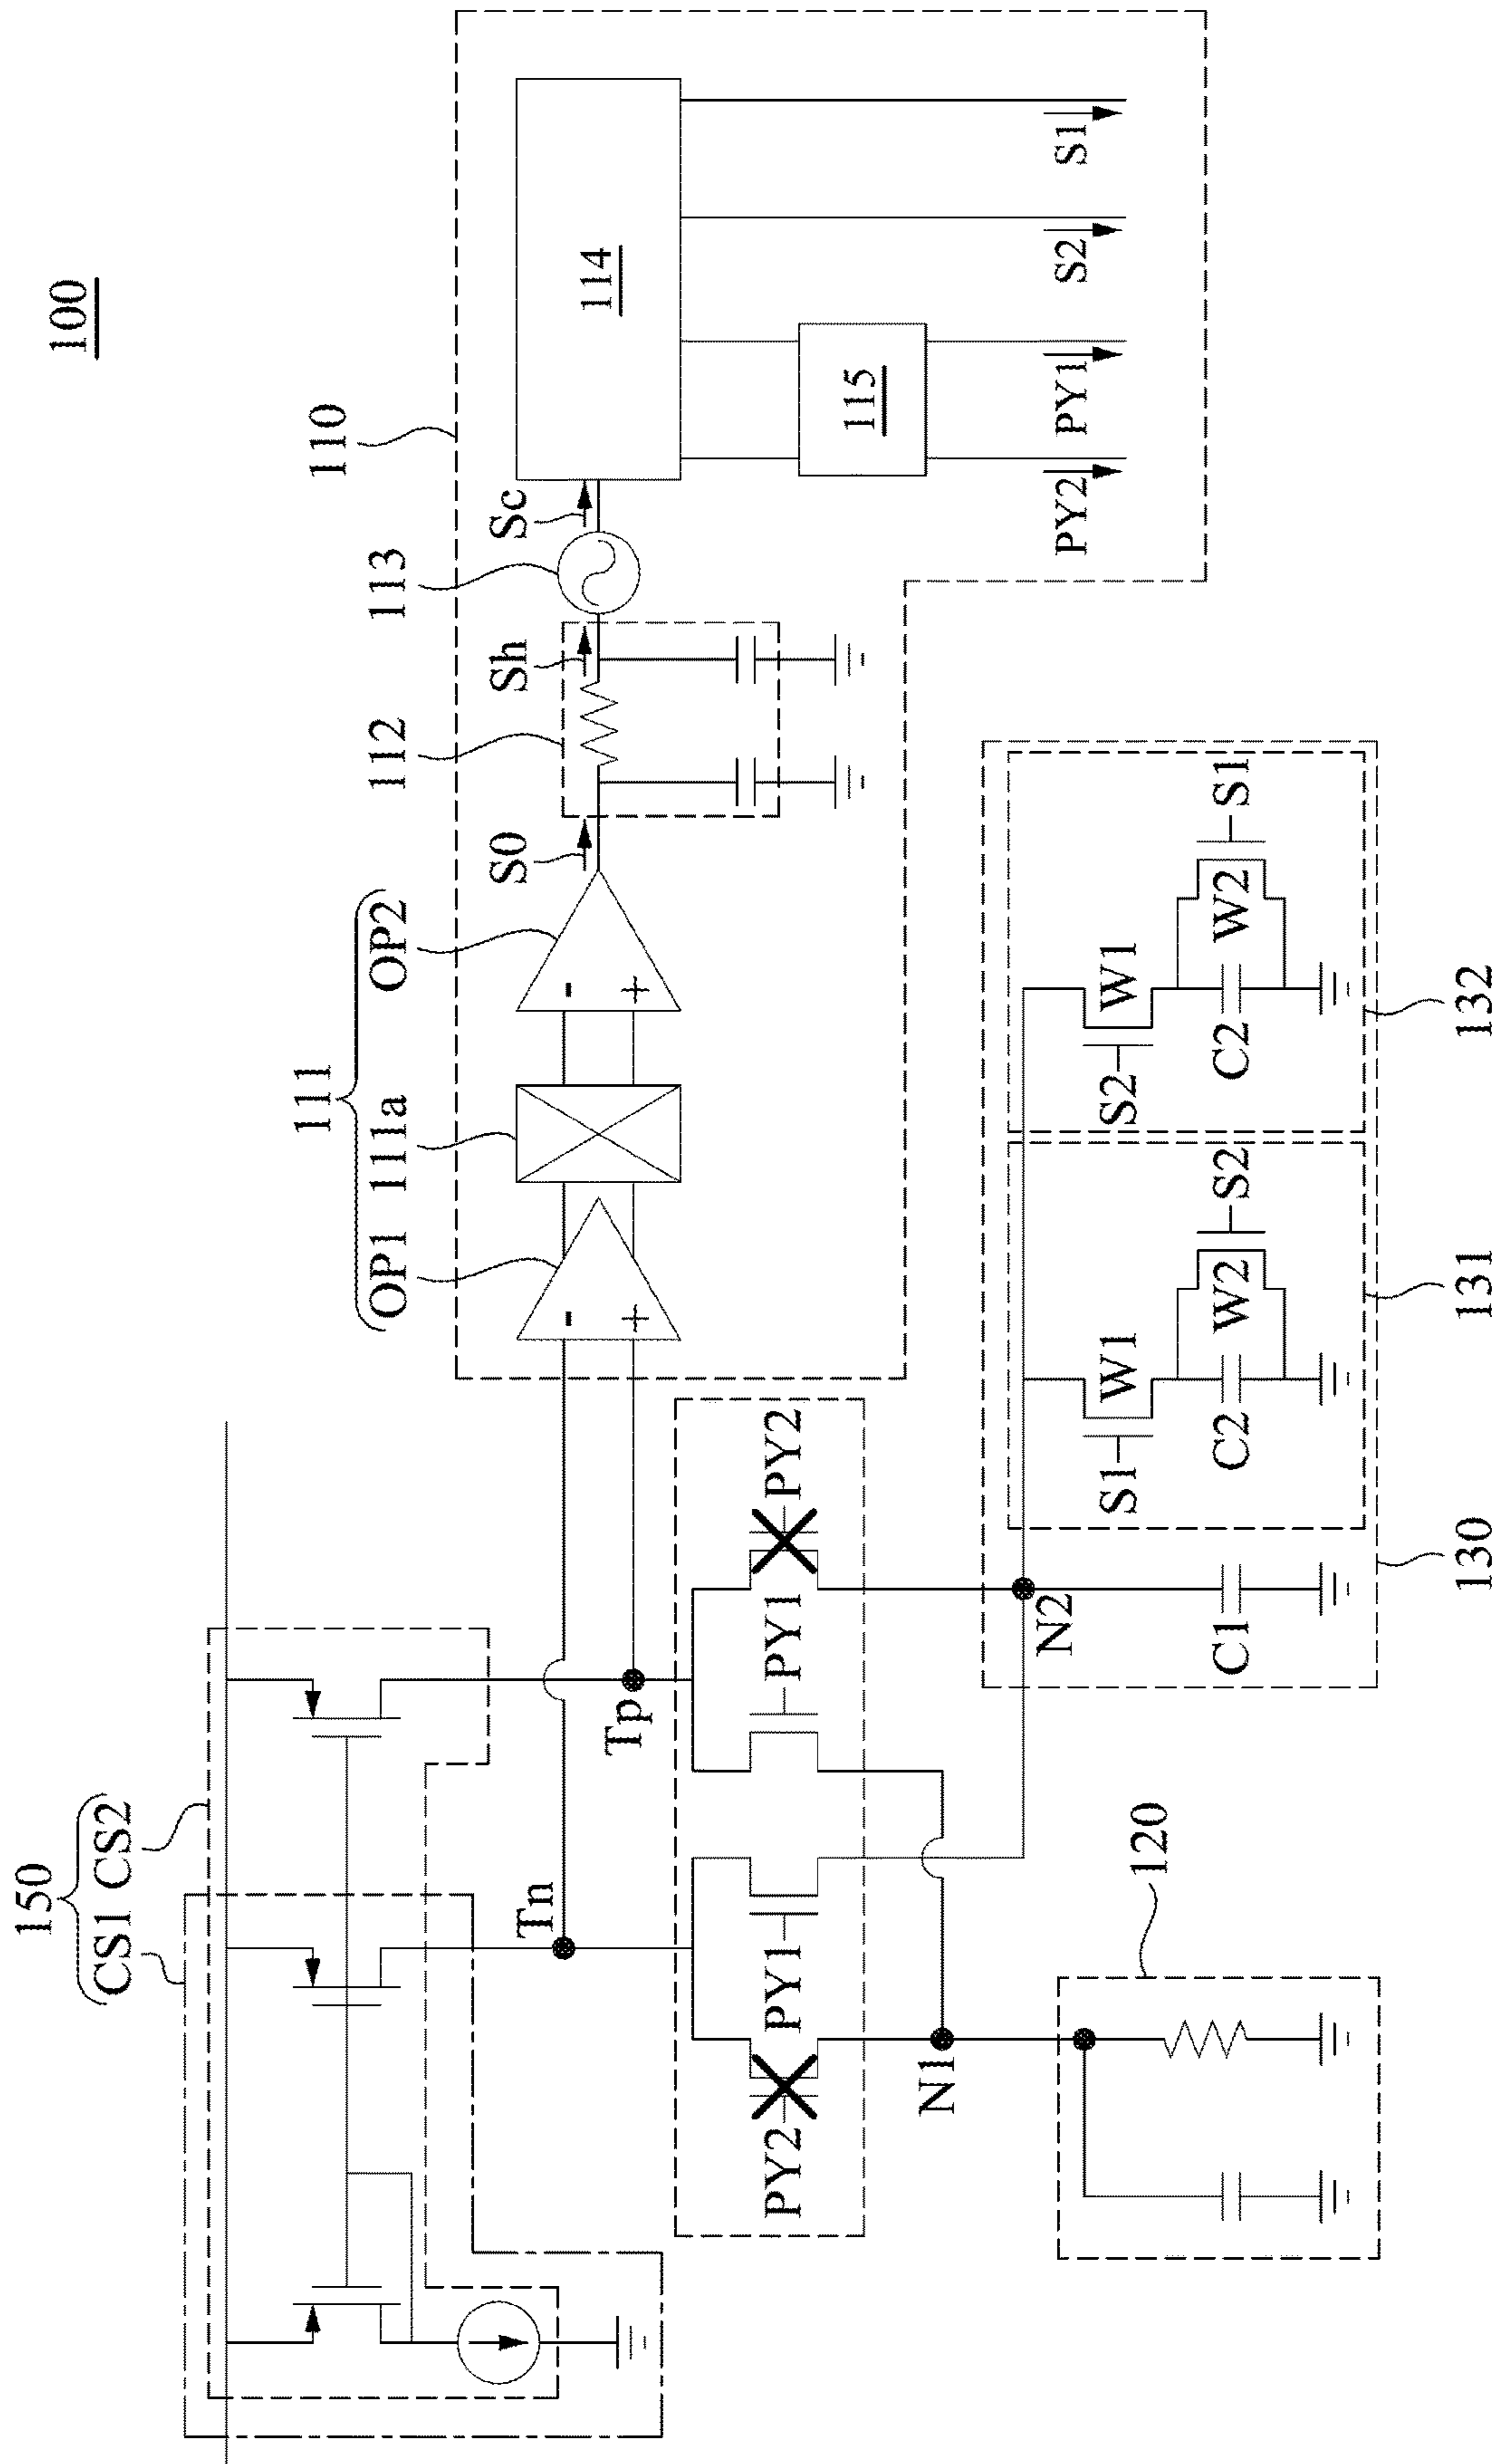 100
150
CS1 CS2
111
OP1 111a OP2
112
113
110
Tn
Tp
-
+
-
+
S0
Sh
Sc
114
115
PY2
PY1
S2
S1
PY2
PY1
PY1
PY2
N1
N2
120
C1
S1
W1
C2
W2
S2
S2
W1
C2
W2
S1
130
131
132